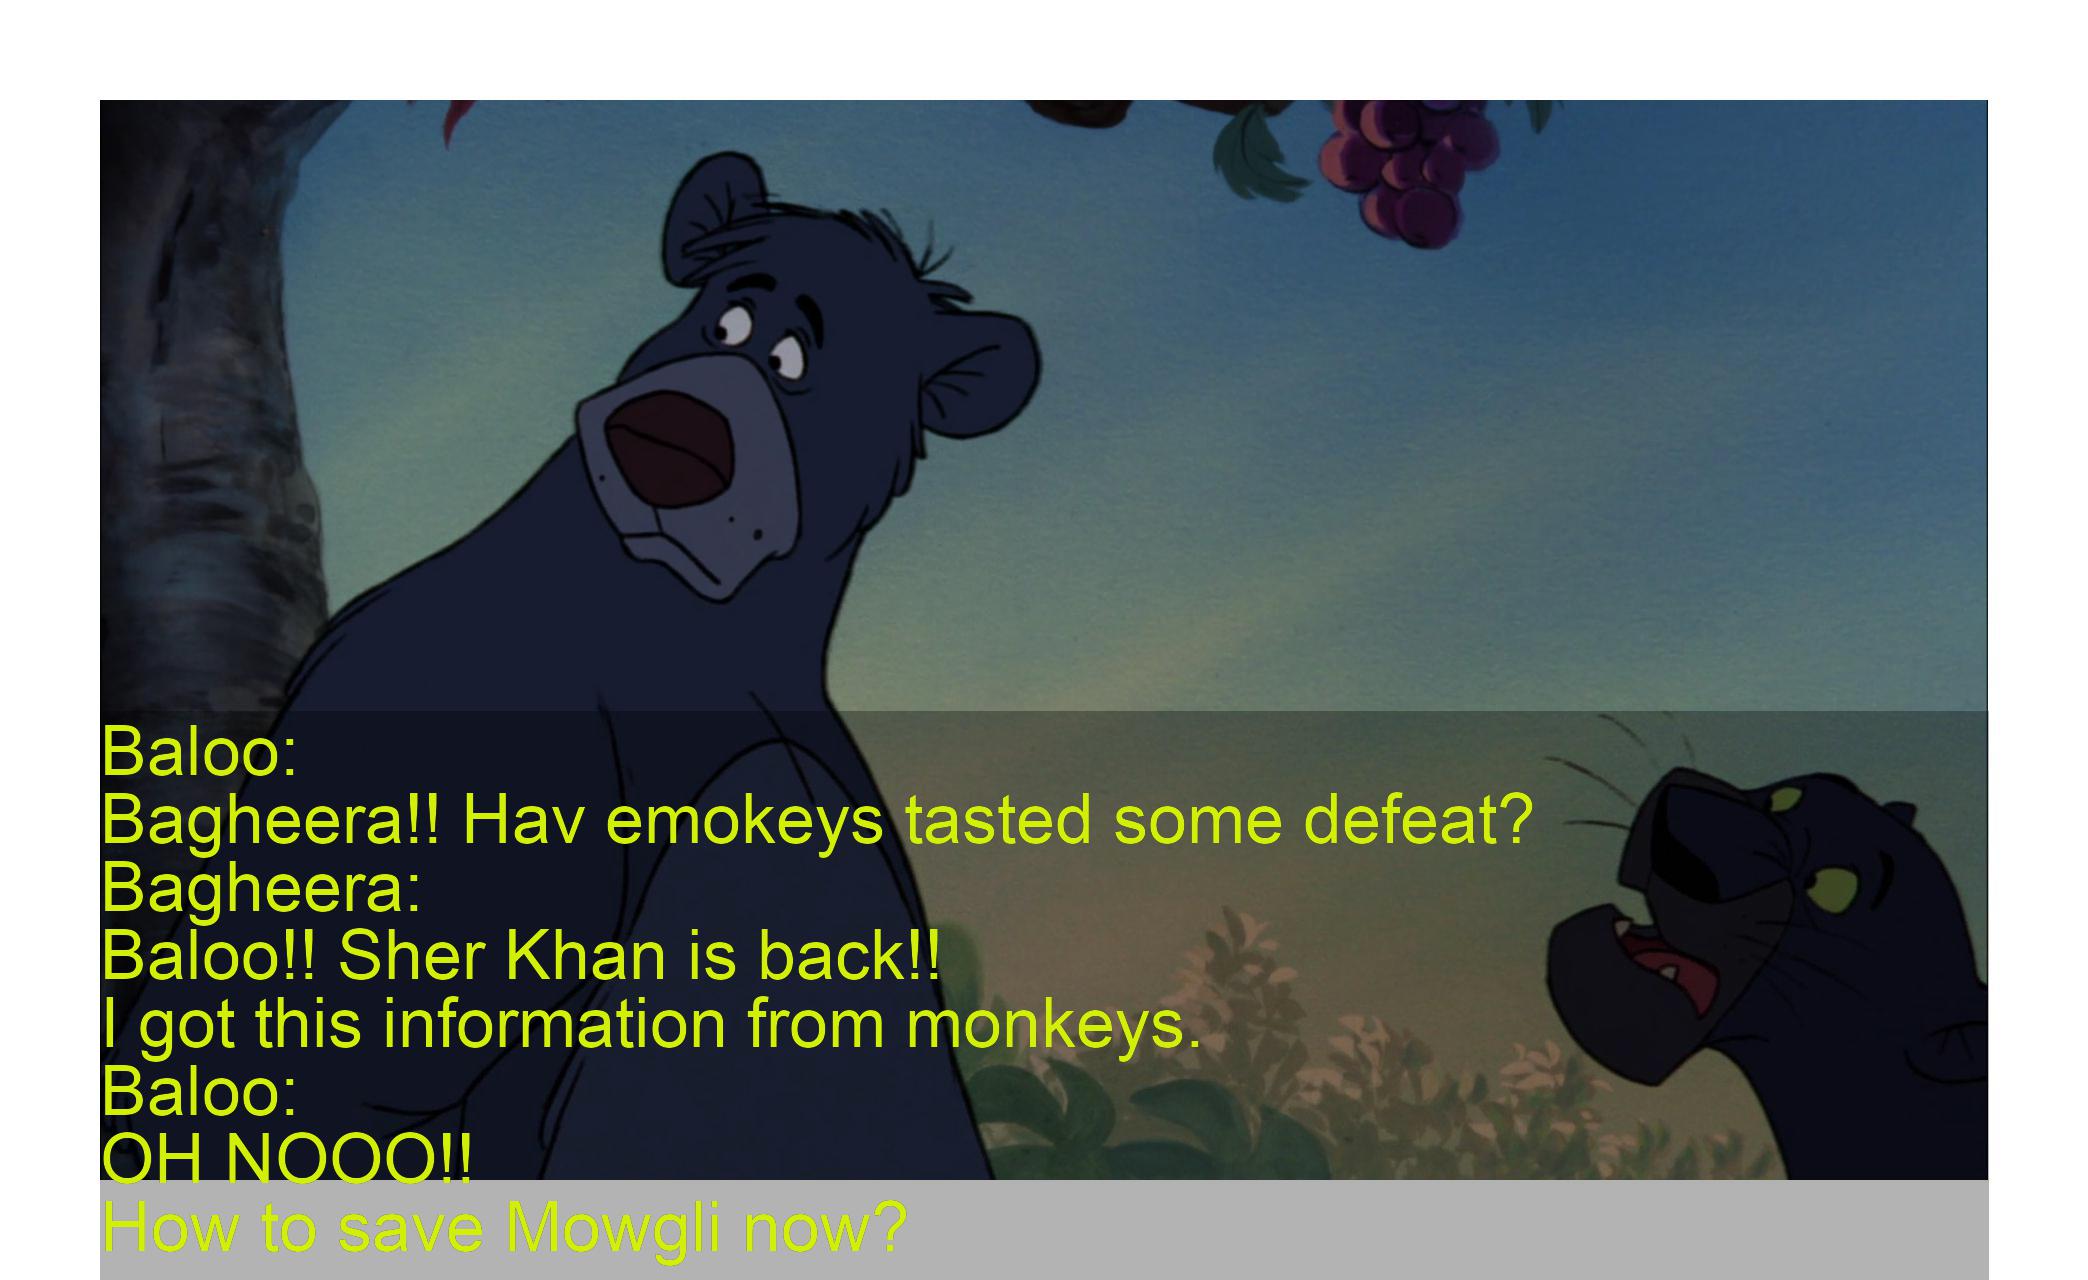 Baloo:
Bagheera!! Hav emokeys tasted some defeat?
Bagheera:
Baloo!! Sher Khan is back!!
I got this information from monkeys.
Baloo:
OH NOOO!!
How to save Mowgli now?